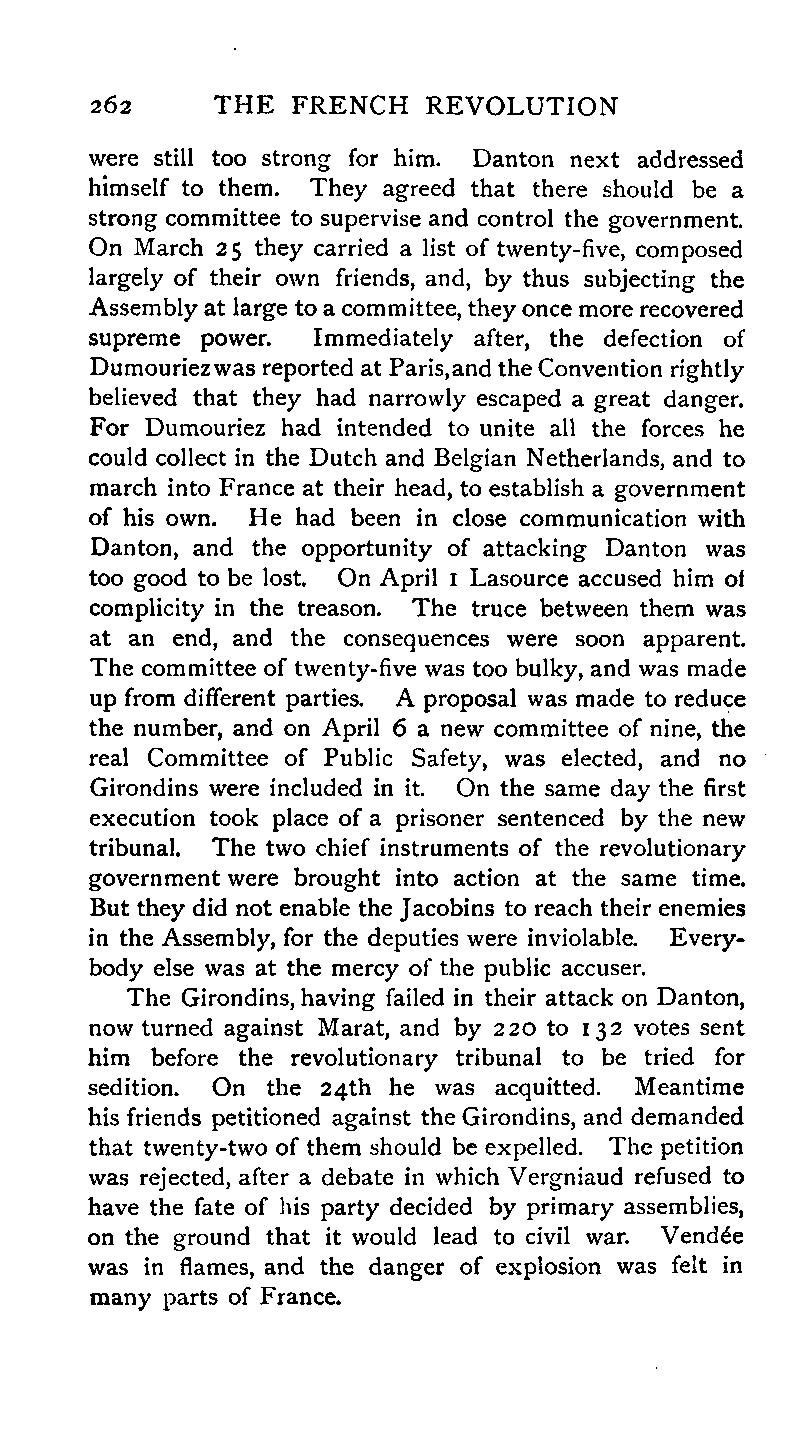 262 THE FRENCH REVOLUTION
were still too strong for him. Danton next addressed
himself to them. They agreed that there should be a
strong committee to supervise and control the government.
On March 25 they carried a list of twenty-five, composed
largely of their own friends, and, by thus subjecting the
Assembly at large to a committee, they once more recovered
supreme power. Immediately after, the defection of
Dumouriez was reported at Paris, and the Convention rightly
believed that they had narrowly escaped a great danger.
For Dumouriez had intended to unite all the forces he
could collect in the Dutch and Belgian Netherlands, and to
march into France at their head, to establish a government
of his own. He had been in close communication with
Danton, and the opportunity of attacking Danton was
too good to be lost. On April 1 Lasource accused him of
complicity in the treason. The truce between them was
at an end, and the consequences were soon apparent.
The committee of twenty-five was too bulky, and was made
up from different parties. A proposal was made to reduce
the number, and on April 6 a new committee of nine, the
real Committee of Public Safety, was elected, and no
Girondins were included in it. On the same day the first
execution took place of a prisoner sentenced by the new
tribunal. The two chief instruments of the revolutionary
government were brought into action at the same time.
But they did not enable the Jacobins to reach their enemies
in the Assembly, for the deputies were inviolable. Every-
body else was at the mercy of the public accuser.
The Girondins, having failed in their attack on Danton,
now turned against Marat, and by 220 to 132 votes sent
him before the revolutionary tribunal to be tried for
sedition. On the 24th he was acquitted. Meantime
his friends petitioned against the Girondins, and demanded
that twenty-two of them should be expelled. The petition
was rejected, after a debate in which Vergniaud refused to
have the fate of his party decided by primary assemblies,
on the ground that it would lead to civil war. Vendée
was in flames, and the danger of explosion was felt in
many parts of France.